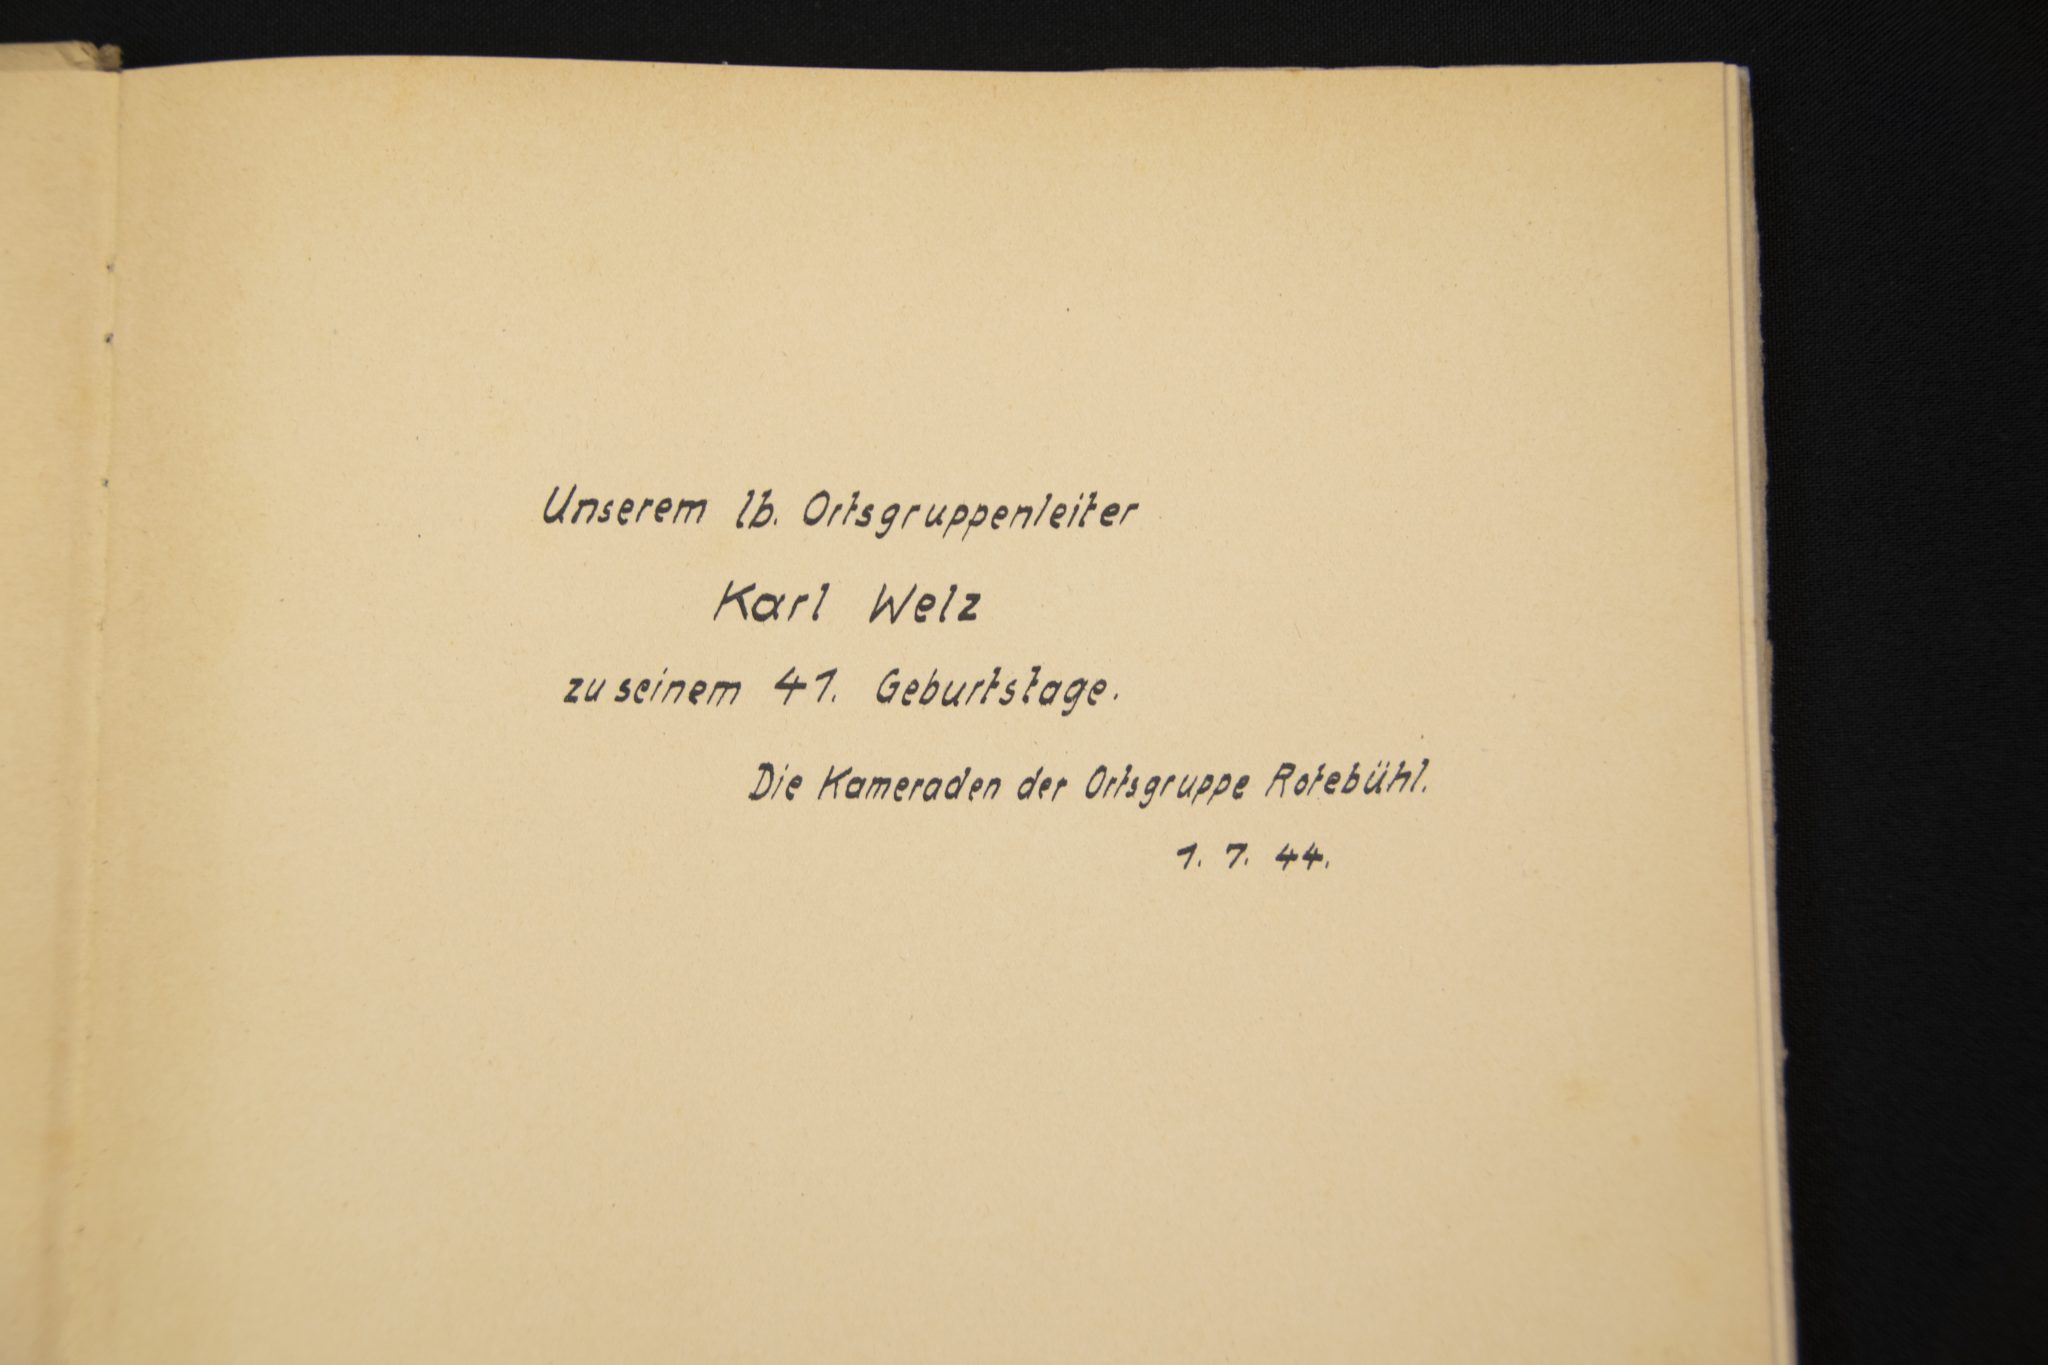 Unserem lb. Ortsgruppenleiter
Karl Welz
zu seinem 41. Geburtstage.
Die Kameraden der Ortsgruppe Rotebühl.
1. 7. 44.